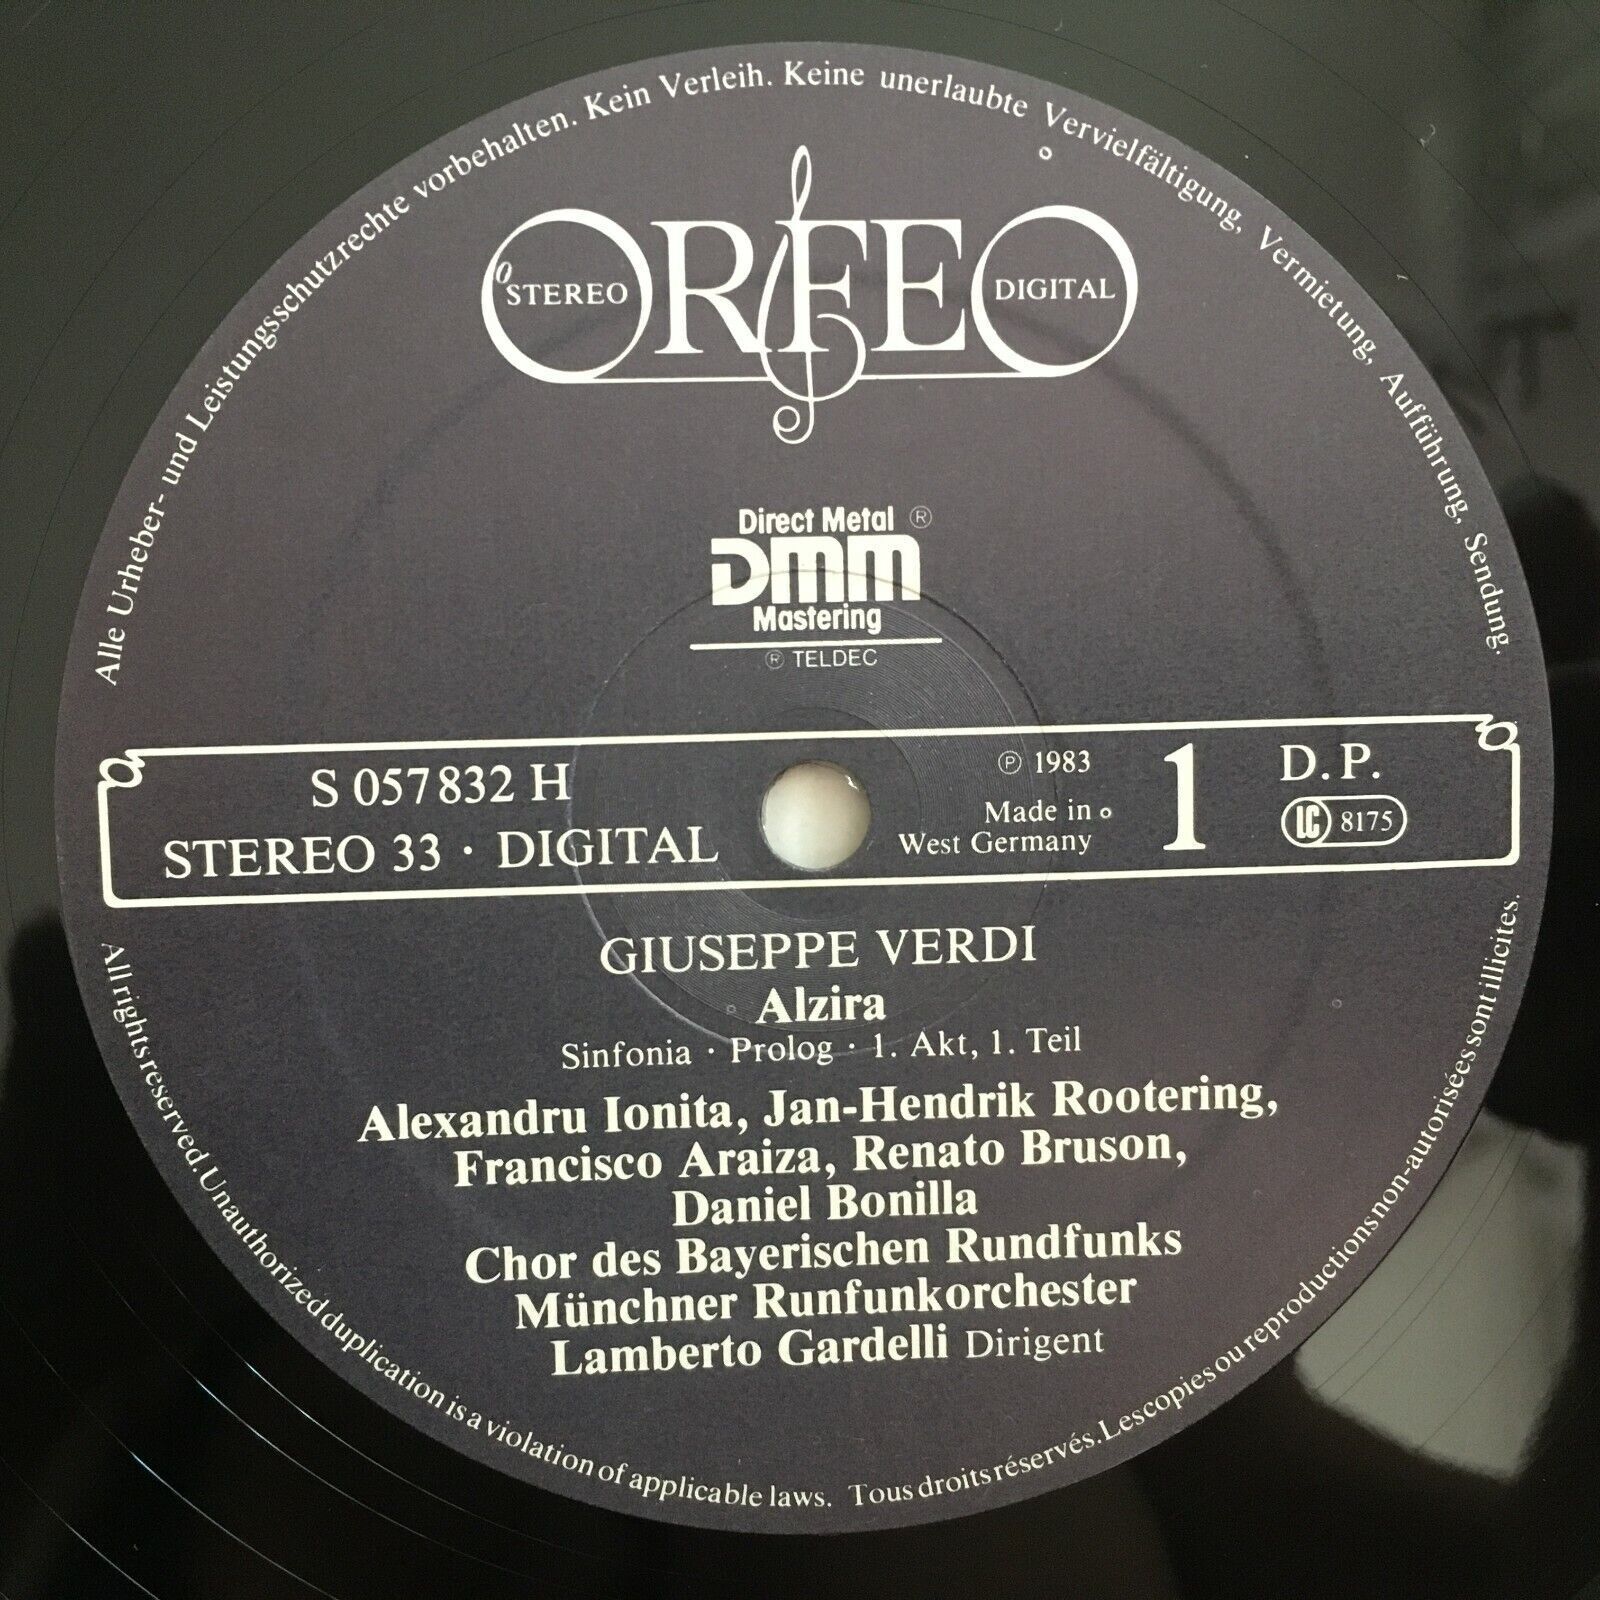 Alle Urheber- und Leistungsschutzrechte vorbehalten. Kein Verleih. Keine unerlaubte Vervielfältigung, Vermietung, Aufführung, Sendung.
ORFEO
STEREO
DIGITAL
Direct Metal ®
DMM
Mastering
® TELDEC
S 057 832 H
STEREO 33 · DIGITAL
℗ 1983
Made in
West Germany
1
D. P.
LC 8175
GIUSEPPE VERDI
Alzira
Sinfonia · Prolog · 1. Akt, 1. Teil
Alexandru Ionita, Jan-Hendrik Rootering,
Francisco Araiza, Renato Bruson,
Daniel Bonilla
Chor des Bayerischen Rundfunks
Münchner Runfunkorchester
Lamberto Gardelli Dirigent
All rights reserved. Unauthorized duplication is a violation of applicable laws. Tous droits réservés. Les copies ou reproductions non-autorisées sont illicites.